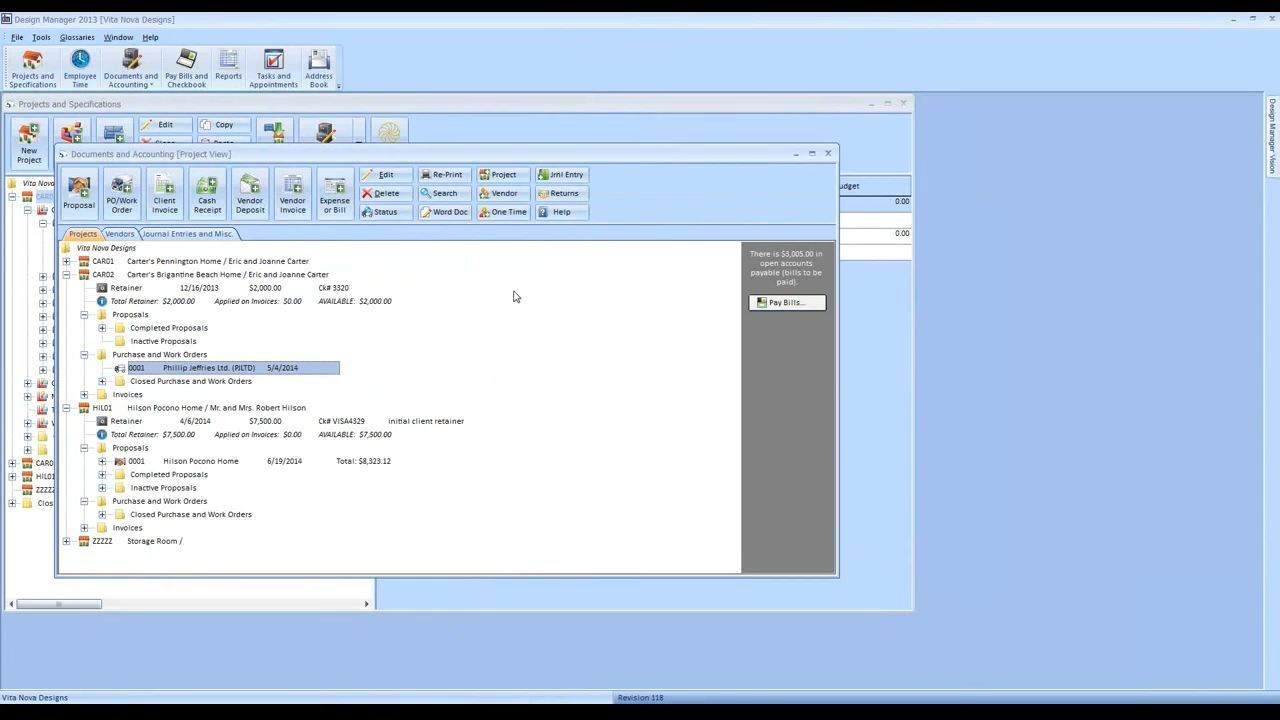 Design Manager 2013 [Vita Nova Designs]
File Tools Glossaries Window Help
Projects and Specifications
Employee Time
Documents and Accounting
Pay Bills and Checkbook
Reports
Tasks and Appointments
Address Book
Design Manager Vision
Projects and Specifications
New Project
Edit
Copy
Documents and Accounting [Project View]
Proposal
PO/Work Order
Client Invoice
Cash Receipt
Vendor Deposit
Vendor Invoice
Expense or Bill
Edit Re-Print Project Jrnl Entry
Delete Search Vendor Returns
Status Word Doc One Time Help
Projects Vendors Journal Entries and Misc.
Vita Nova Designs
CAR01 Carter's Pennington Home / Eric and Joanne Carter
CAR02 Carter's Brigantine Beach Home / Eric and Joanne Carter
Retainer 12/16/2013 $2,000.00 Ck# 3320
Total Retainer: $2,000.00 Applied on Invoices: $0.00 AVAILABLE: $2,000.00
Proposals
Completed Proposals
Inactive Proposals
Purchase and Work Orders
0001 Phillip Jeffries Ltd. (PJLTD) 5/4/2014
Closed Purchase and Work Orders
Invoices
HIL01 Hilson Pocono Home / Mr. and Mrs. Robert Hilson
Retainer 4/6/2014 $7,500.00 Ck# VISA4329 Initial client retainer
Total Retainer: $7,500.00 Applied on Invoices: $0.00 AVAILABLE: $7,500.00
Proposals
0001 Hilson Pocono Home 6/19/2014 Total: $8,323.12
Completed Proposals
Inactive Proposals
Purchase and Work Orders
Closed Purchase and Work Orders
Invoices
ZZZZZ Storage Room /
There is $3,005.00 in
open accounts
payable (bills to be
paid).
Pay Bills...
udget
0.00
0.00
Vita Nova
CAR0
HIL01
ZZZZZ
Clos
Vita Nova Designs Revision 118